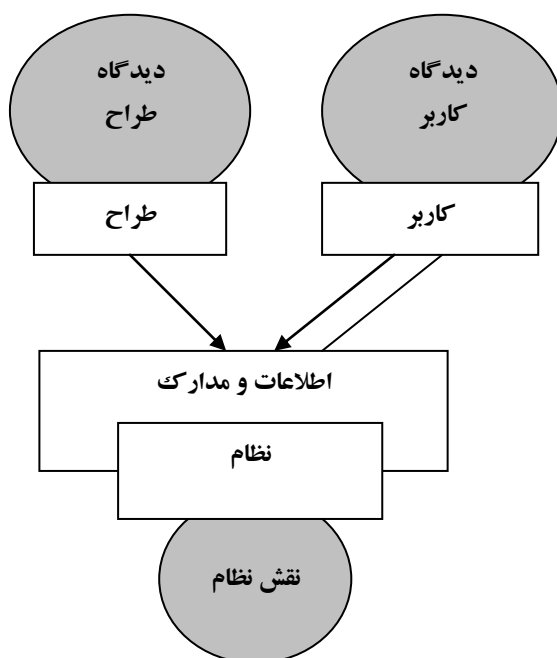 دیدگاه
کاربر
دیدگاه
طراح
کاربر
طراح
اطلاعات و مدارک
نظام
نقش نظام